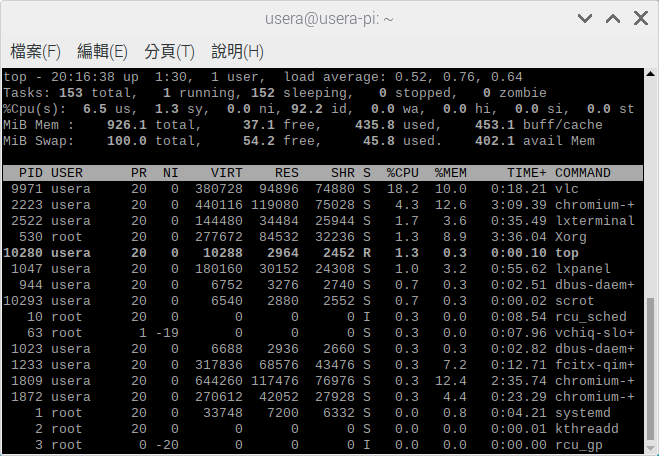 usera@usera-pi: ~
檔案(F) 編輯(E) 分頁(T) 說明(H)
top - 20:16:38 up  1:30,  1 user,  load average: 0.52, 0.76, 0.64
Tasks: 153 total,   1 running, 152 sleeping,   0 stopped,   0 zombie
%Cpu(s):  6.5 us,  1.3 sy,  0.0 ni, 92.2 id,  0.0 wa,  0.0 hi,  0.0 si,  0.0 st
MiB Mem :    926.1 total,     37.1 free,    435.8 used,    453.1 buff/cache
MiB Swap:    100.0 total,     54.2 free,     45.8 used.    402.1 avail Mem
  PID USER      PR  NI    VIRT    RES    SHR S  %CPU  %MEM     TIME+ COMMAND
 9971 usera     20   0  380728  94896  74880 S  18.2  10.0   0:18.21 vlc
 2223 usera     20   0  440116 119080  75028 S   4.3  12.6   3:09.39 chromium-+
 2522 usera     20   0  144480  34484  25944 S   1.7   3.6   0:35.49 lxterminal
  530 root      20   0  277672  84532  32236 S   1.3   8.9   3:36.04 Xorg
10280 usera     20   0   10288   2964   2452 R   1.3   0.3   0:00.10 top
 1047 usera     20   0  180160  30152  24308 S   1.0   3.2   0:55.62 lxpanel
  944 usera     20   0    6752   3276   2740 S   0.7   0.3   0:02.51 dbus-daem+
10293 usera     20   0    6540   2880   2552 S   0.7   0.3   0:00.02 scrot
   10 root      20   0       0      0      0 I   0.3   0.0   0:08.54 rcu_sched
   63 root       1 -19       0      0      0 S   0.3   0.0   0:07.96 vchiq-slo+
 1023 usera     20   0    6688   2936   2660 S   0.3   0.3   0:02.82 dbus-daem+
 1233 usera     20   0  317836  68576  43476 S   0.3   7.2   0:12.71 fcitx-qim+
 1809 usera     20   0  644260 117476  76976 S   0.3  12.4   2:35.74 chromium-+
 1872 usera     20   0  270612  42052  27928 S   0.3   4.4   0:23.29 chromium-+
    1 root      20   0   33748   7200   6332 S   0.0   0.8   0:04.21 systemd
    2 root      20   0       0      0      0 S   0.0   0.0   0:00.01 kthreadd
    3 root       0 -20       0      0      0 I   0.0   0.0   0:00.00 rcu_gp